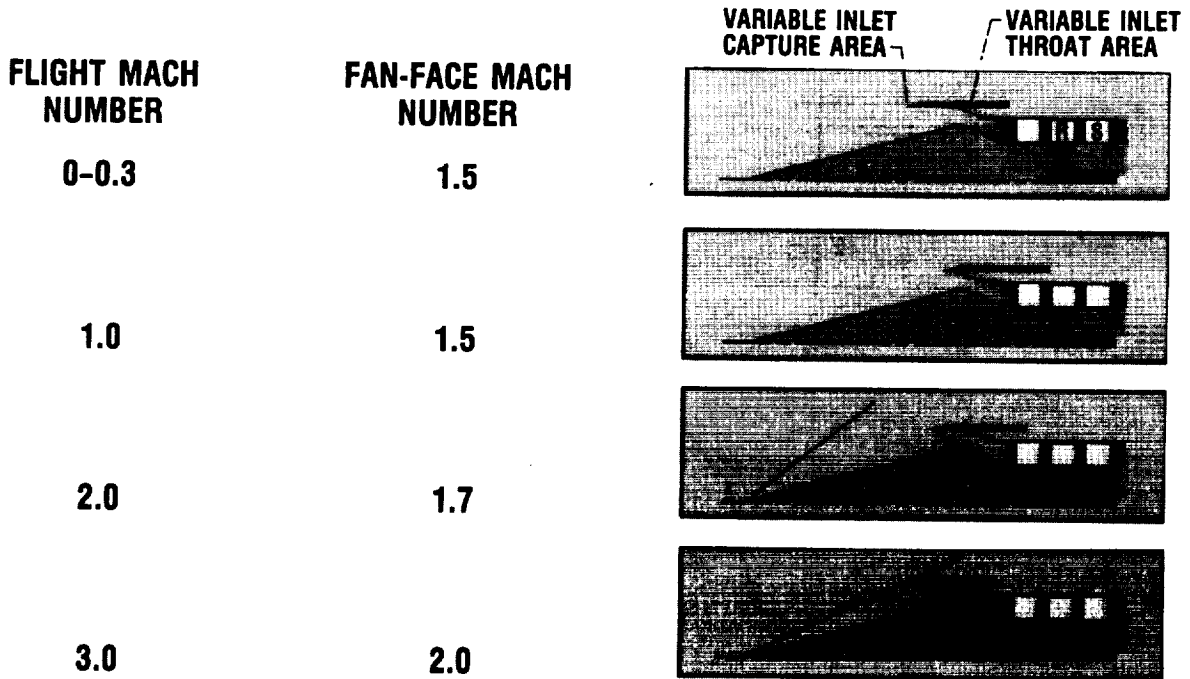 VARIABLE INLET
CAPTURE AREA
VARIABLE INLET
THROAT AREA
FLIGHT MACH
NUMBER
FAN-FACE MACH
NUMBER
0–0.3
1.5
R S
1.0
1.5
2.0
1.7
3.0
2.0